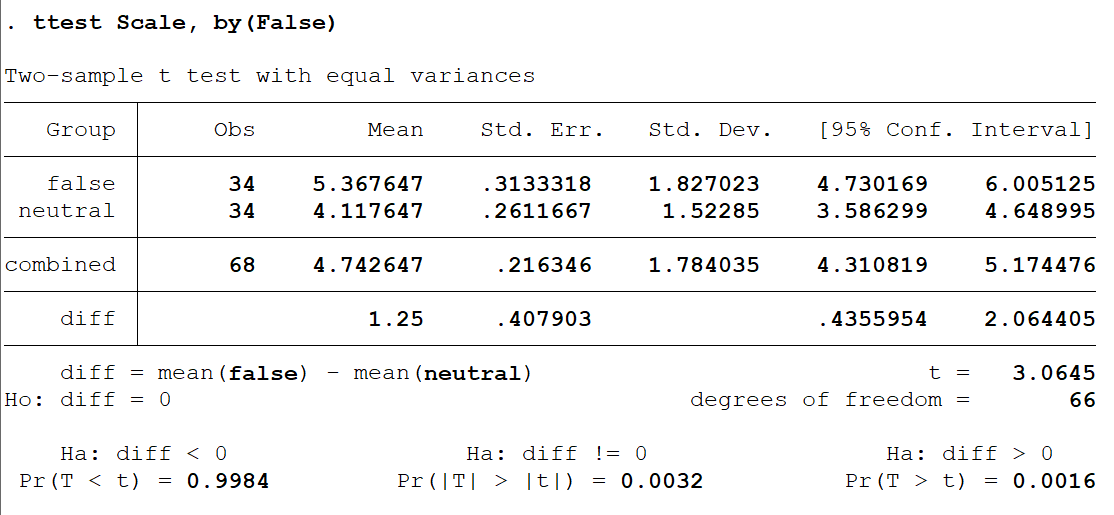 . ttest Scale, by(False)
Two-sample t test with equal variances
Group Obs Mean Std. Err. Std. Dev. [95% Conf. Interval]
false 34 5.367647 .3133318 1.827023 4.730169 6.005125
neutral 34 4.117647 .2611667 1.52285 3.586299 4.648995
combined 68 4.742647 .216346 1.784035 4.310819 5.174476
diff 1.25 .407903 .4355954 2.064405
diff = mean(false) - mean(neutral) t = 3.0645
Ho: diff = 0 degrees of freedom = 66
Ha: diff < 0 Ha: diff != 0 Ha: diff > 0
Pr(T < t) = 0.9984 Pr(|T| > |t|) = 0.0032 Pr(T > t) = 0.0016